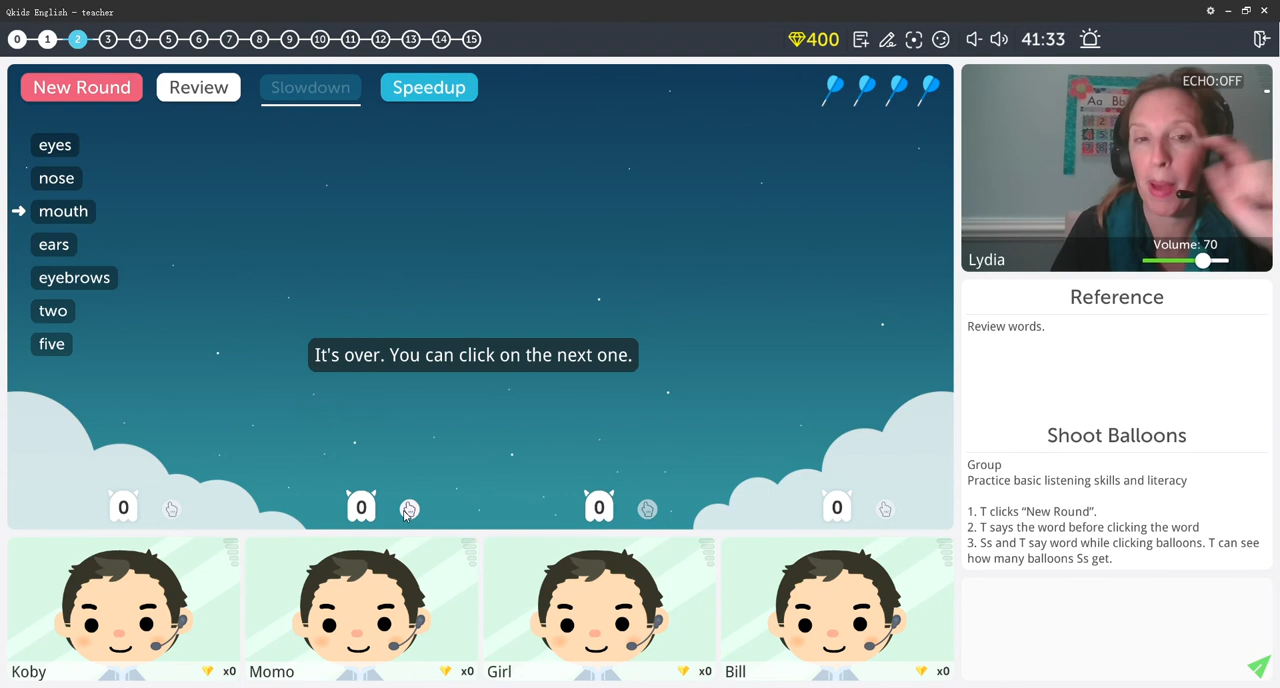 Qkids English - teacher
0 1 2 3 4 5 6 7 8 9 10 11 12 13 14 15
400
41:33
New Round
Review
Slowdown
Speedup
eyes
nose
mouth
ears
eyebrows
two
five
It's over. You can click on the next one.
0
0
0
0
Koby
x0
Momo
x0
Girl
x0
Bill
x0
ECHO:OFF
Aa Bb
Volume: 70
Lydia
Reference
Review words.
Shoot Balloons
Group
Practice basic listening skills and literacy
1. T clicks “New Round”.
2. T says the word before clicking the word
3. Ss and T say word while clicking balloons. T can see
how many balloons Ss get.